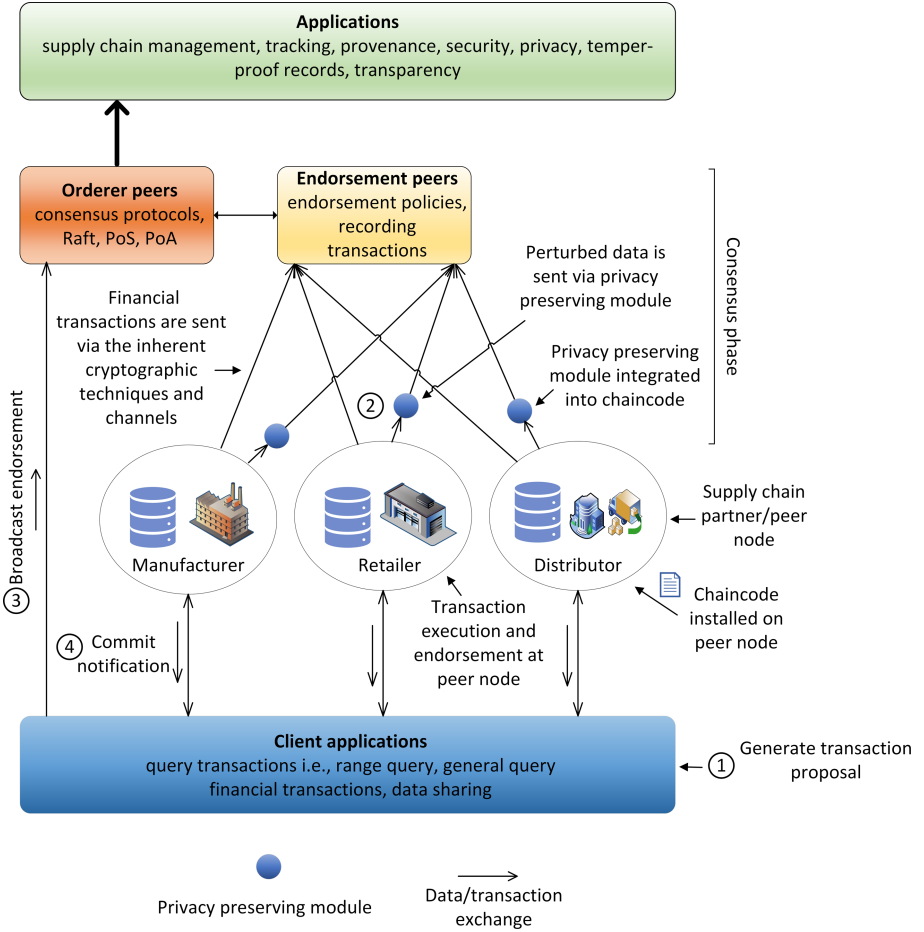 Applications
supply chain management, tracking, provenance, security, privacy, temper-
proof records, transparency
Orderer peers
consensus protocols,
Raft, PoS, PoA
Endorsement peers
endorsement policies,
recording
transactions
Consensus phase
Perturbed data is
sent via privacy
preserving module
Financial
transactions are sent
via the inherent
cryptographic
techniques and
channels
Privacy preserving
module integrated
into chaincode
2
3
Broadcast endorsement
Manufacturer
Retailer
Distributor
Supply chain
partner/peer
node
Chaincode
installed on
peer node
Transaction
execution and
endorsement at
peer node
4
Commit
notification
Client applications
query transactions i.e., range query, general query
financial transactions, data sharing
1
Generate transaction
proposal
Privacy preserving module
Data/transaction
exchange